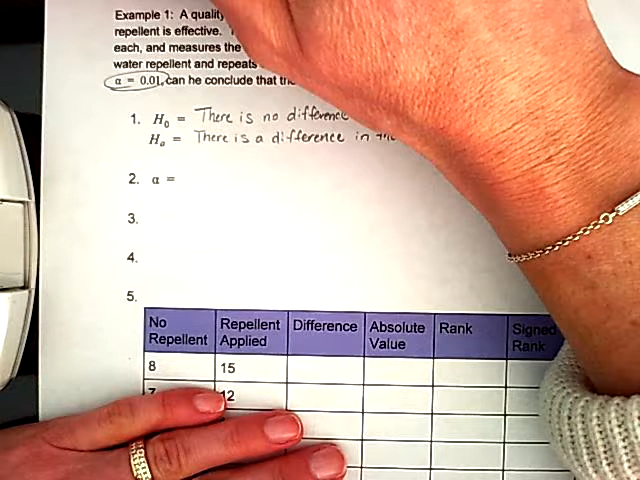 Example 1: A quality
repellent is effective.
each, and measures the
water repellent and repeats
α = 0.01, can he conclude that
1. H₀ = There is no difference
Hₐ = There is a difference in the
2. α =
3.
4.
5.
No Repellent
Repellent Applied
Difference
Absolute Value
Rank
Signed Rank
8 15
7 12